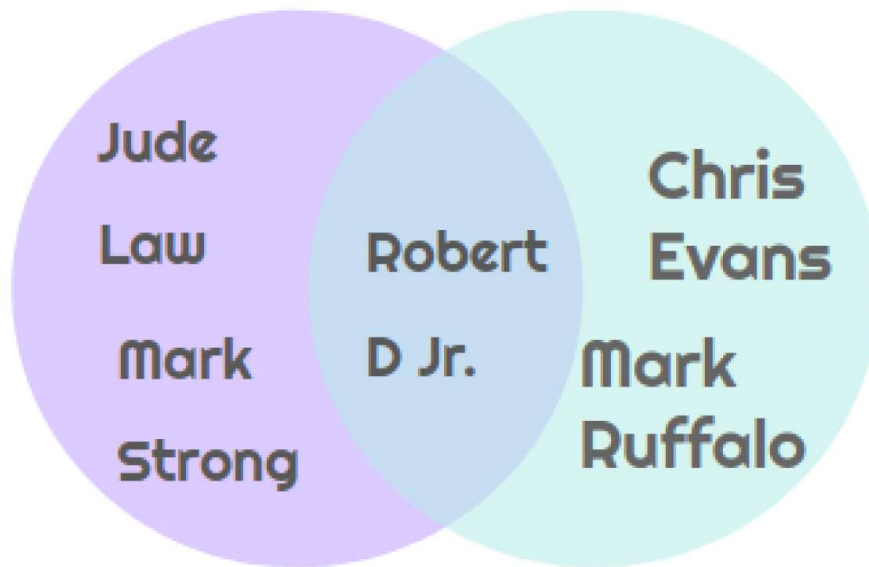 Jude
Law
Mark
Strong
Robert
D Jr.
Chris
Evans
Mark
Ruffalo